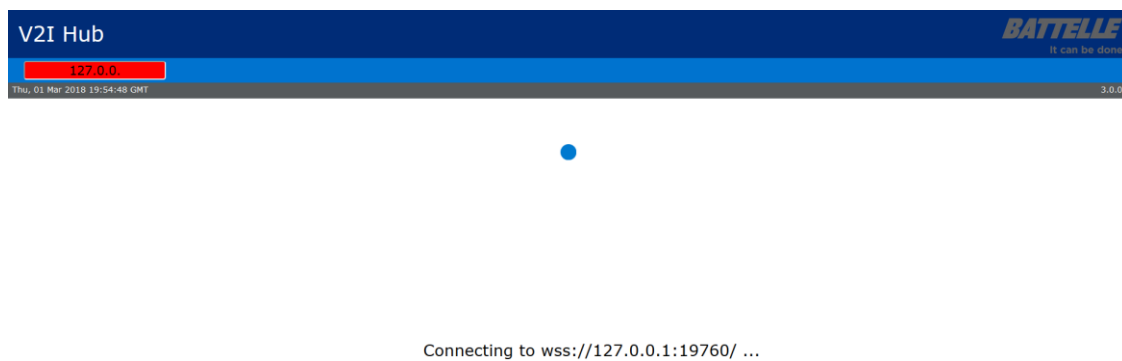 V2I Hub
BATTELLE
It can be done
127.0.0.
Thu, 01 Mar 2018 19:54:48 GMT
3.0.0
Connecting to wss://127.0.0.1:19760/ ...